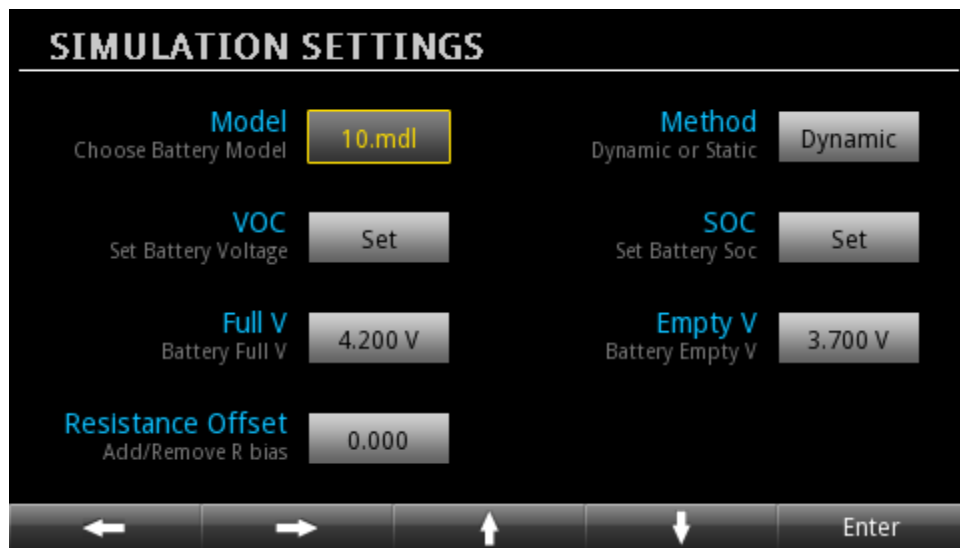 SIMULATION SETTINGS
Model
Choose Battery Model
10.mdl
Method
Dynamic or Static
Dynamic
VOC
Set Battery Voltage
Set
SOC
Set Battery Soc
Set
Full V
Battery Full V
4.200 V
Empty V
Battery Empty V
3.700 V
Resistance Offset
Add/Remove R bias
0.000
Enter